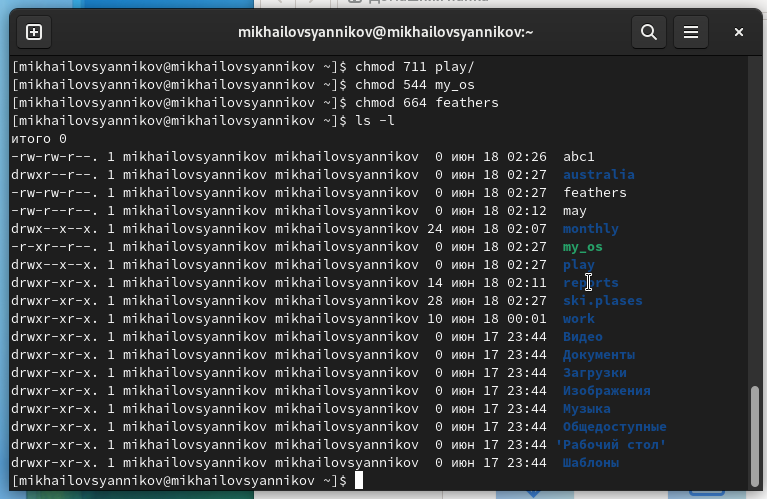 mikhailovsyannikov@mikhailovsyannikov:~
[mikhailovsyannikov@mikhailovsyannikov ~]$ chmod 711 play/
[mikhailovsyannikov@mikhailovsyannikov ~]$ chmod 544 my_os
[mikhailovsyannikov@mikhailovsyannikov ~]$ chmod 664 feathers
[mikhailovsyannikov@mikhailovsyannikov ~]$ ls -l
итого 0
-rw-rw-r--. 1 mikhailovsyannikov mikhailovsyannikov  0 июн 18 02:26  abc1
drwxr--r--. 1 mikhailovsyannikov mikhailovsyannikov  0 июн 18 02:27  australia
-rw-rw-r--. 1 mikhailovsyannikov mikhailovsyannikov  0 июн 18 02:27  feathers
-rw-r--r--. 1 mikhailovsyannikov mikhailovsyannikov  0 июн 18 02:12  may
drwx--x--x. 1 mikhailovsyannikov mikhailovsyannikov 24 июн 18 02:07  monthly
-r-xr--r--. 1 mikhailovsyannikov mikhailovsyannikov  0 июн 18 02:27  my_os
drwx--x--x. 1 mikhailovsyannikov mikhailovsyannikov  0 июн 18 02:27  play
drwxr-xr-x. 1 mikhailovsyannikov mikhailovsyannikov 14 июн 18 02:11  reports
drwxr-xr-x. 1 mikhailovsyannikov mikhailovsyannikov 28 июн 18 02:27  ski.plases
drwxr-xr-x. 1 mikhailovsyannikov mikhailovsyannikov 10 июн 18 00:01  work
drwxr-xr-x. 1 mikhailovsyannikov mikhailovsyannikov  0 июн 17 23:44  Видео
drwxr-xr-x. 1 mikhailovsyannikov mikhailovsyannikov  0 июн 17 23:44  Документы
drwxr-xr-x. 1 mikhailovsyannikov mikhailovsyannikov  0 июн 17 23:44  Загрузки
drwxr-xr-x. 1 mikhailovsyannikov mikhailovsyannikov  0 июн 17 23:44  Изображения
drwxr-xr-x. 1 mikhailovsyannikov mikhailovsyannikov  0 июн 17 23:44  Музыка
drwxr-xr-x. 1 mikhailovsyannikov mikhailovsyannikov  0 июн 17 23:44  Общедоступные
drwxr-xr-x. 1 mikhailovsyannikov mikhailovsyannikov  0 июн 17 23:44 'Рабочий стол'
drwxr-xr-x. 1 mikhailovsyannikov mikhailovsyannikov  0 июн 17 23:44  Шаблоны
[mikhailovsyannikov@mikhailovsyannikov ~]$